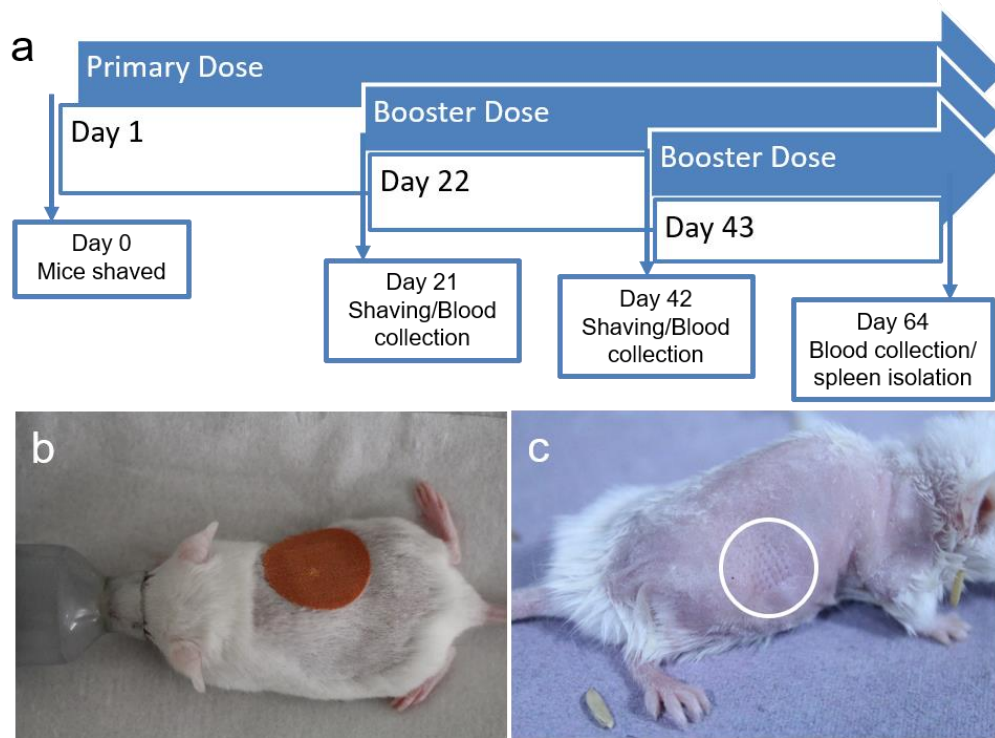 a
Primary Dose
Day 1
Booster Dose
Day 22
Booster Dose
Day 43
Day 0
Mice shaved
Day 21
Shaving/Blood
collection
Day 42
Shaving/Blood
collection
Day 64
Blood collection/
spleen isolation
b
c